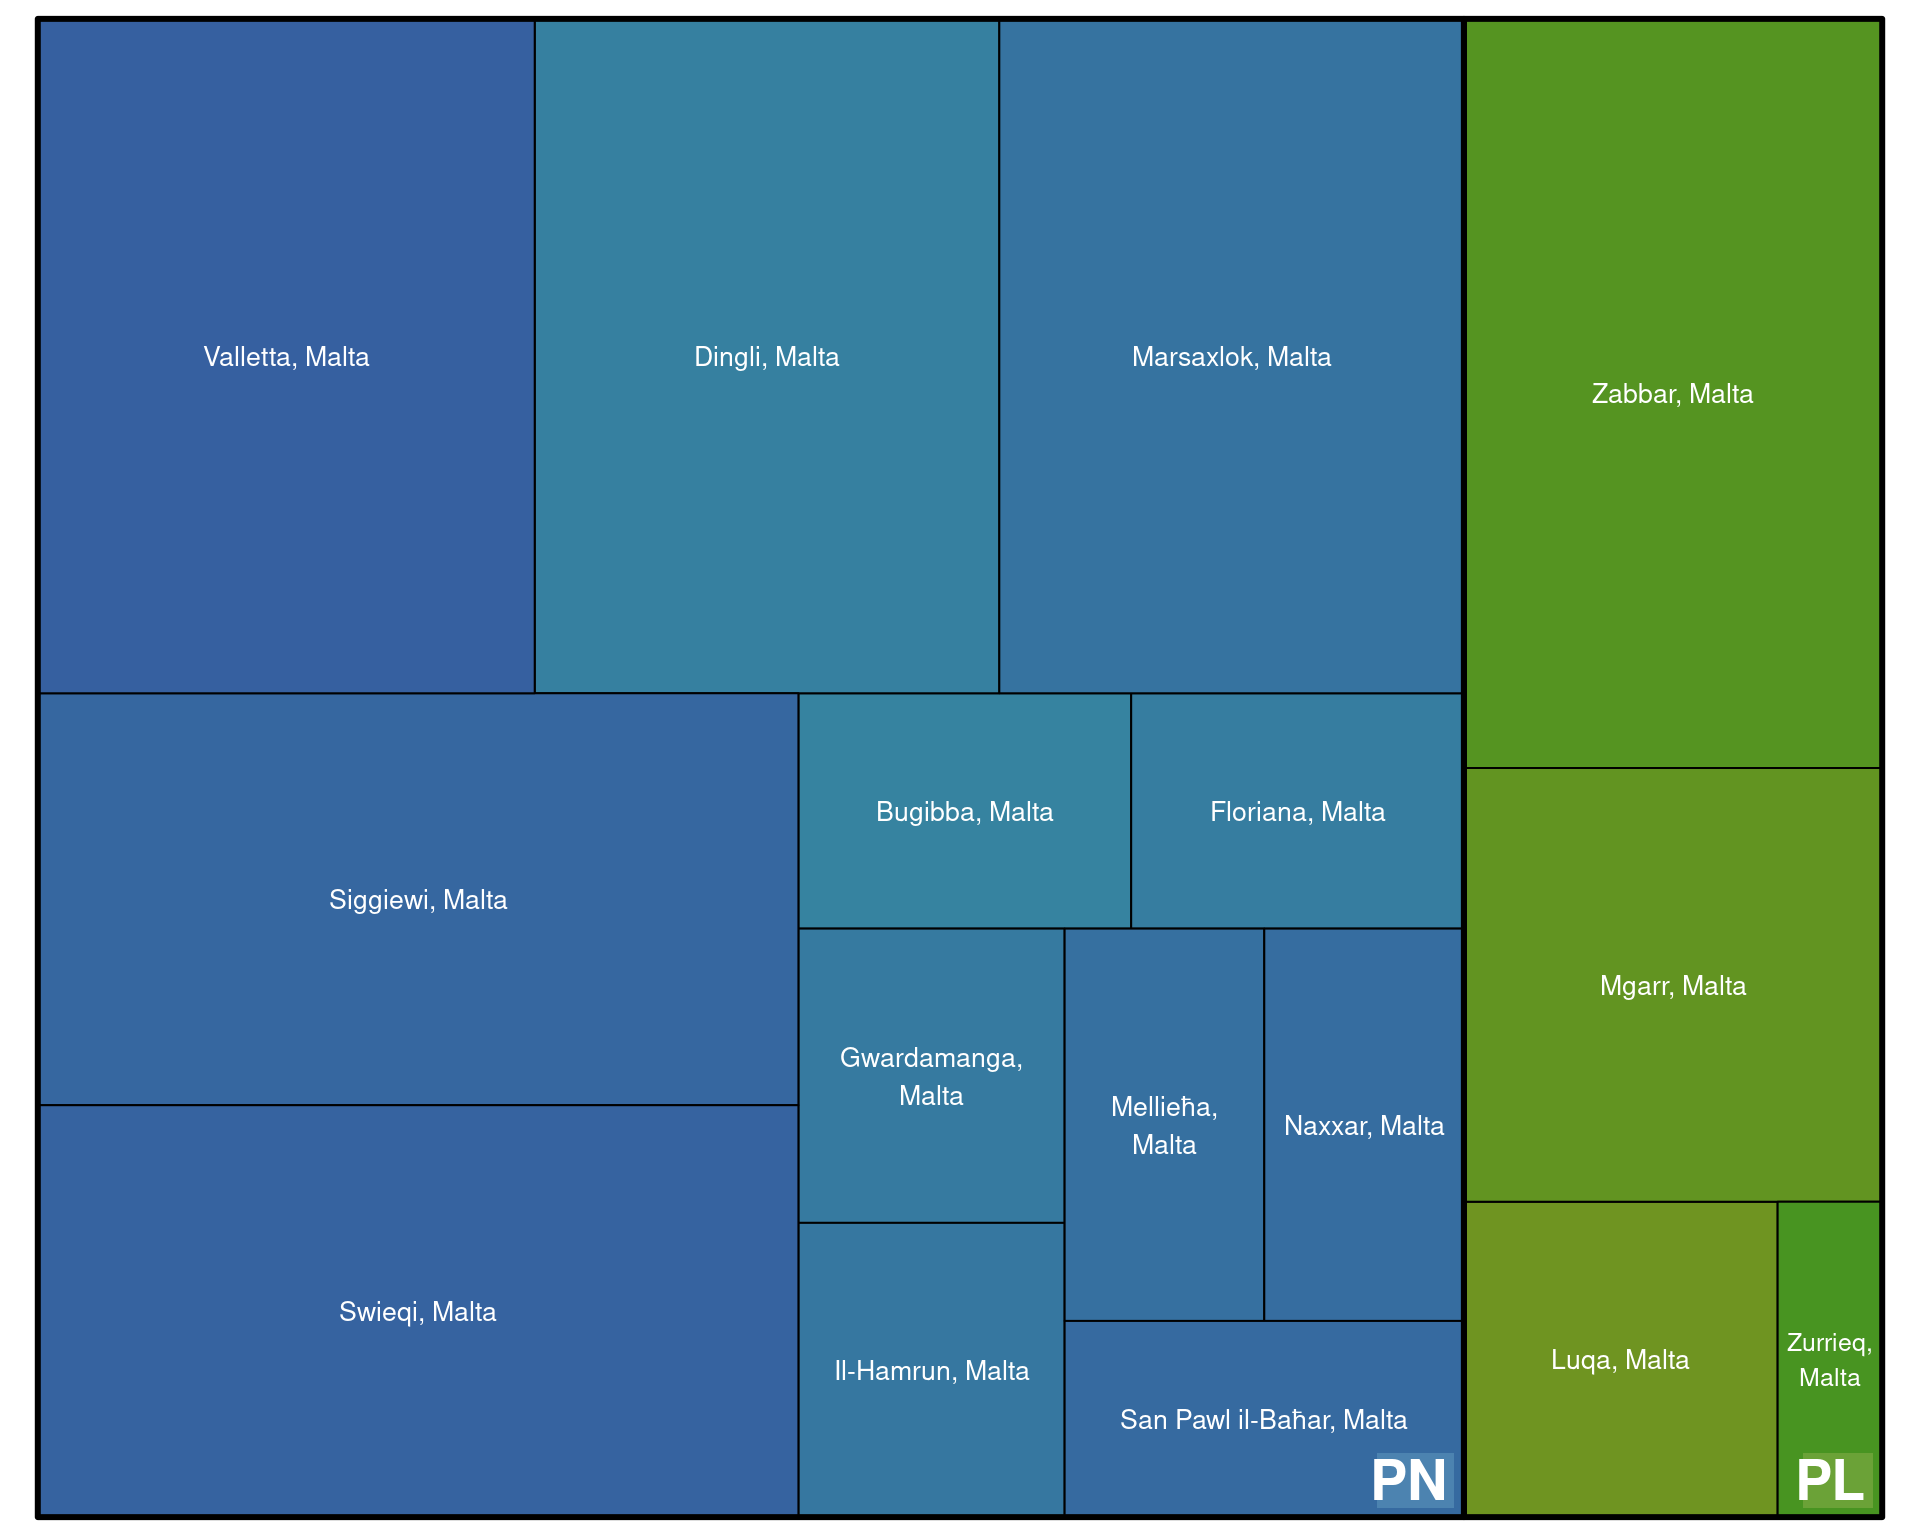 Valletta, Malta
Dingli, Malta
Marsaxlok, Malta
Zabbar, Malta
Siggiewi, Malta
Bugibba, Malta
Floriana, Malta
Mgarr, Malta
Gwardamanga,
Malta
Mellieħa,
Malta
Naxxar, Malta
Swieqi, Malta
Il-Hamrun, Malta
San Pawl il-Baħar, Malta
PN
Luqa, Malta
Zurrieq,
Malta
PL